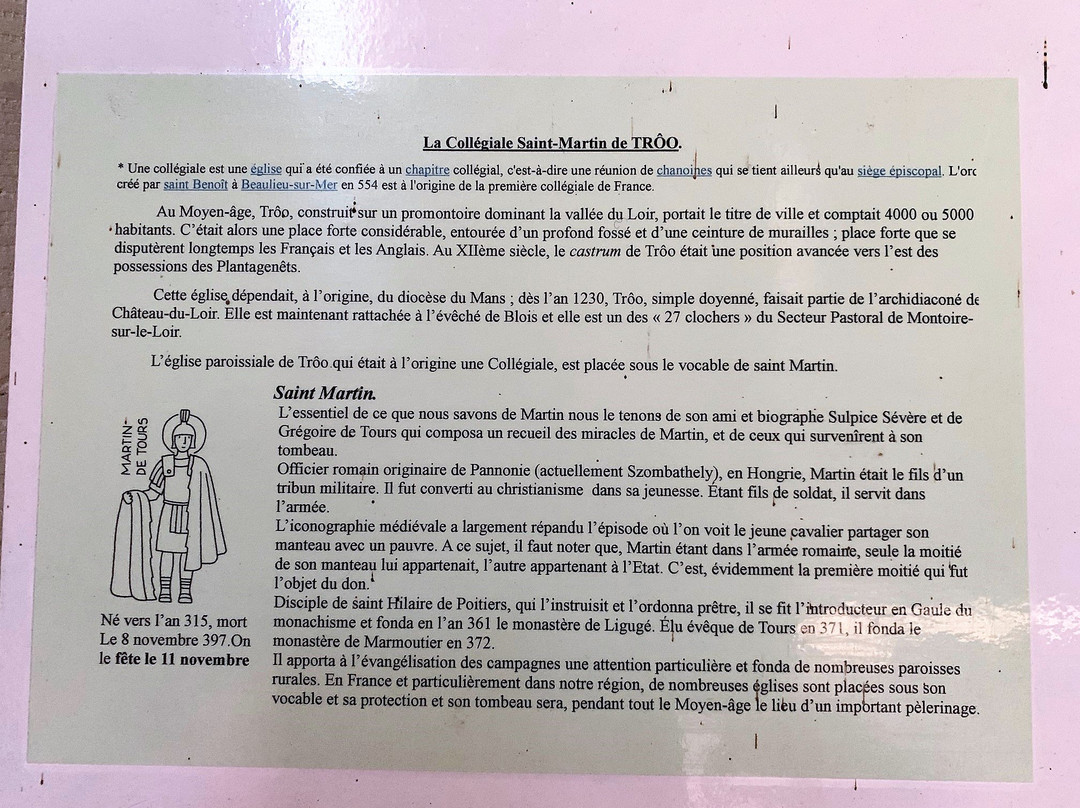 La Collégiale Saint-Martin de TRÔO.
* Une collégiale est une église qui a été confiée à un chapitre collégial, c'est-à-dire une réunion de chanoines qui se tient ailleurs qu'au siège épiscopal. L'orc
créé par saint Benoît à Beaulieu-sur-Mer en 554 est à l'origine de la première collégiale de France.
Au Moyen-âge, Trôo, construit sur un promontoire dominant la vallée du Loir, portait le titre de ville et comptait 4000 ou 5000
habitants. C'était alors une place forte considérable, entourée d'un profond fossé et d'une ceinture de murailles ; place forte que se
disputèrent longtemps les Français et les Anglais. Au XIIème siècle, le castrum de Trôo était une position avancée vers l'est des
possessions des Plantagenêts.
Cette église dépendait, à l'origine, du diocèse du Mans ; dès l'an 1230, Trôo, simple doyenné, faisait partie de l'archidiaconé de
Château-du-Loir. Elle est maintenant rattachée à l'évêché de Blois et elle est un des « 27 clochers » du Secteur Pastoral de Montoire-
sur-le-Loir.
L'église paroissiale de Trôo qui était à l'origine une Collégiale, est placée sous le vocable de saint Martin.
Saint Martin.
L'essentiel de ce que nous savons de Martin nous le tenons de son ami et biographe Sulpice Sévère et de
Grégoire de Tours qui composa un recueil des miracles de Martin, et de ceux qui survenîrent à son
tombeau.
Officier romain originaire de Pannonie (actuellement Szombathely), en Hongrie, Martin était le fils d'un
tribun militaire. Il fut converti au christianisme dans sa jeunesse. Étant fils de soldat, il servit dans
l'armée.
L'iconographie médiévale a largement répandu l'épisode où l'on voit le jeune cavalier partager son
manteau avec un pauvre. A ce sujet, il faut noter que, Martin étant dans l'armée romaine, seule la moitié
de son manteau lui appartenait, l'autre appartenant à l'Etat. C'est, évidemment la première moitié qui fut
l'objet du don.
Disciple de saint Hilaire de Poitiers, qui l'instruisit et l'ordonna prêtre, il se fit l'introducteur en Gaule du
monachisme et fonda en l'an 361 le monastère de Ligugé. Élu évêque de Tours en 371, il fonda le
monastère de Marmoutier en 372.
Il apporta à l'évangélisation des campagnes une attention particulière et fonda de nombreuses paroisses
rurales. En France et particulièrement dans notre région, de nombreuses églises sont placées sous son
vocable et sa protection et son tombeau sera, pendant tout le Moyen-âge le lieu d'un important pèlerinage.
MARTIN-
DE TOURS
Né vers l'an 315, mort
Le 8 novembre 397.On
le fête le 11 novembre